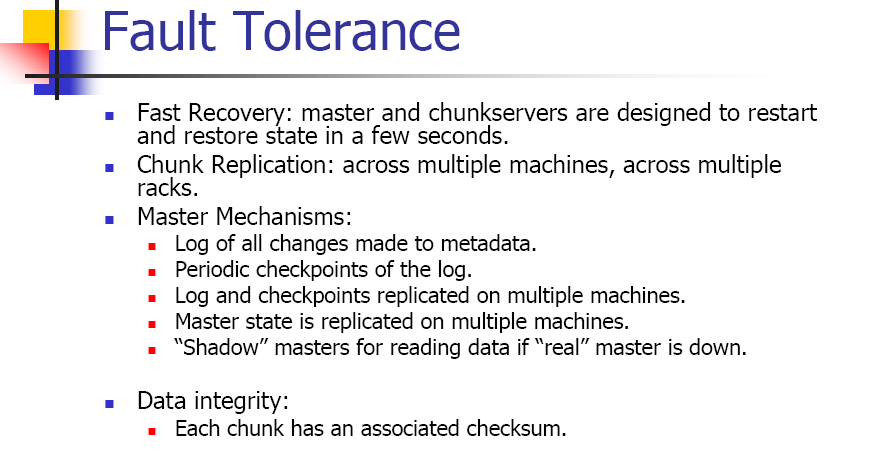 Fault Tolerance
Fast Recovery: master and chunkservers are designed to restart
and restore state in a few seconds.
Chunk Replication: across multiple machines, across multiple
racks.
Master Mechanisms:
Log of all changes made to metadata.
Periodic checkpoints of the log.
Log and checkpoints replicated on multiple machines.
Master state is replicated on multiple machines.
“Shadow” masters for reading data if “real” master is down.
Data integrity:
Each chunk has an associated checksum.